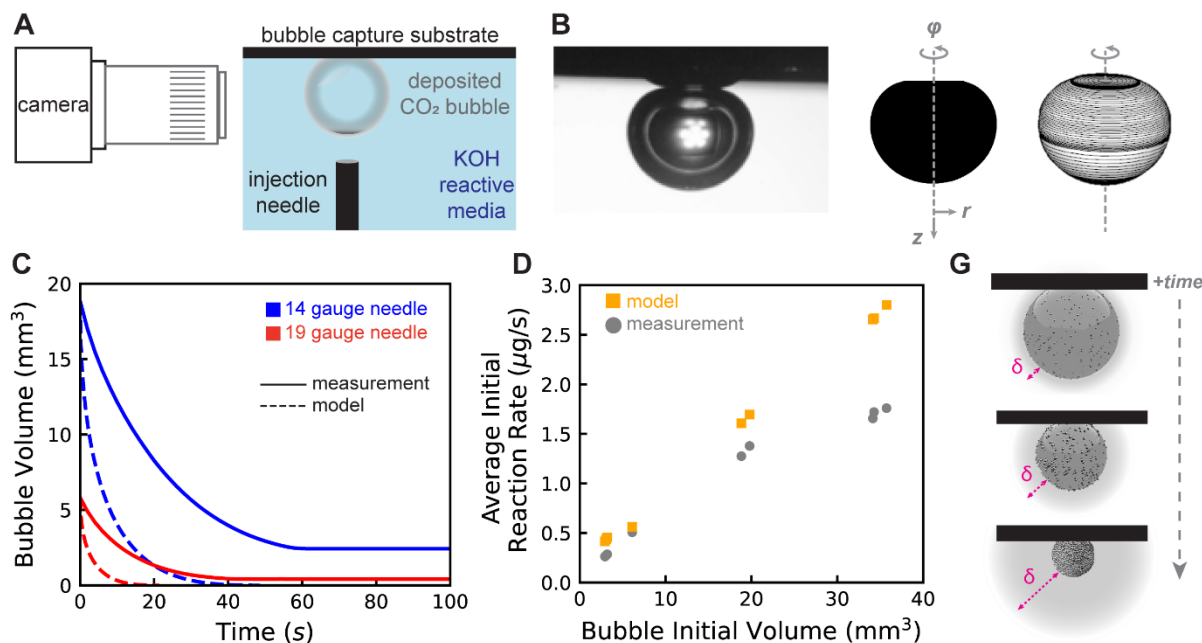 A
camera
bubble capture substrate
deposited
CO₂ bubble
injection
needle
KOH
reactive
media
B
φ
r
z
C
Bubble Volume (mm³)
20
15
10
5
0
14 gauge needle
19 gauge needle
measurement
model
0 20 40 60 80 100
Time (s)
D
Average Initial
Reaction Rate (μg/s)
3.0
2.5
2.0
1.5
1.0
0.5
0.0
model
measurement
0 10 20 30 40
Bubble Initial Volume (mm³)
G
+time
δ
δ
δ